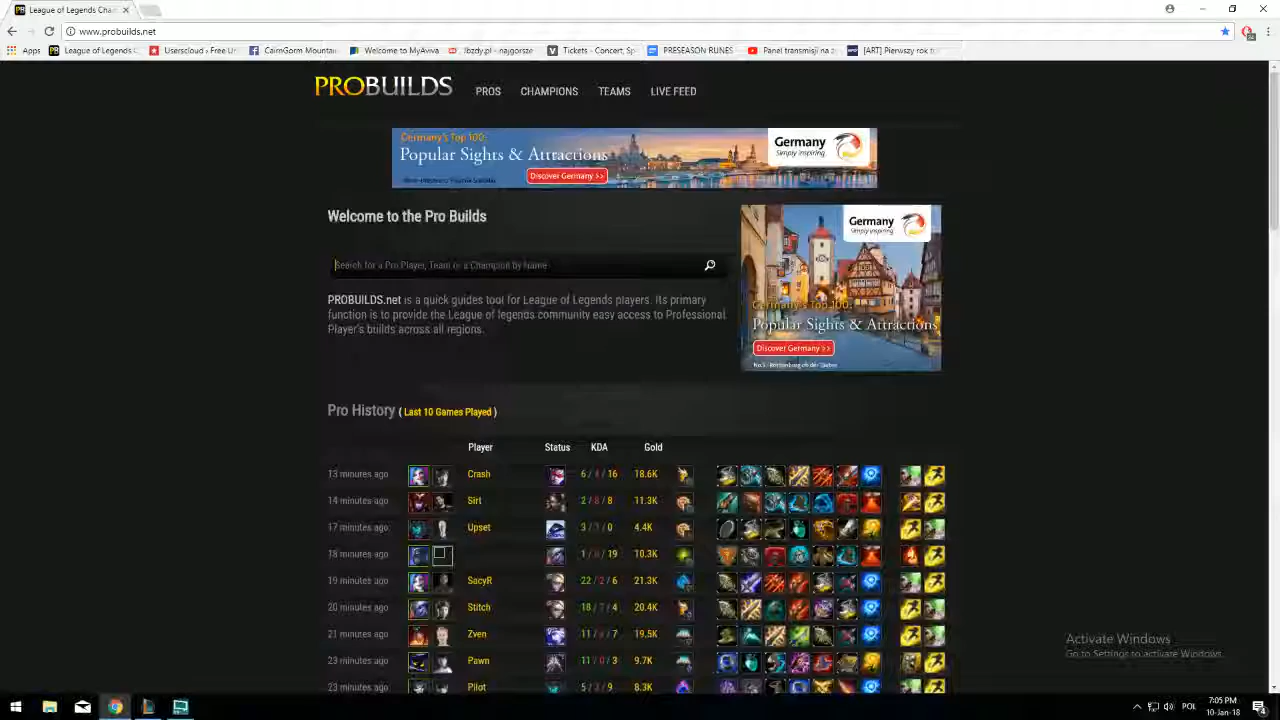 League of Legends Cham
www.probuilds.net
Apps
League of Legends C
Userscloud › Free U
CairnGorm Mountain
Welcome to MyAwwa
Tickets - Concert, Sp
PRESEASON RUNES
Panel transmisji na ż
[ART] Pierwszy rok t
PROBUILDS
PROS
CHAMPIONS
TEAMS
LIVE FEED
Germany's Top 100:
Popular Sights & Attractions
Discover Germany >>
Germany
Simply inspiring
Welcome to the Pro Builds
Search for a Pro Player, Team or a Champion by Name
PROBUILDS.net is a quick guides tool for League of Legends players. Its primary
function is to provide the League of legends community easy access to Professional
Player's builds across all regions.
Germany
Simply inspiring
Germany's Top 100:
Popular Sights & Attractions
Discover Germany >>
Pro History ( Last 10 Games Played )
Player Status KDA Gold
13 minutes ago Crash 6 / / 16 18.6K
14 minutes ago Sirt 2 / 8 / 8 11.3K
17 minutes ago Upset 3 / 3 / 0 4.4K
18 minutes ago 1 / / 19 10.3K
19 minutes ago SacyR 22 / 2 / 6 21.3K
20 minutes ago Stitch 18 / / 4 20.4K
21 minutes ago Zven 11 / / 7 19.5K
23 minutes ago Pawn 11 / 0 / 3 9.7K
23 minutes ago Pilot 5 / 3 / 9 8.3K
Activate Windows
Go to Settings to activate Windows.
POL
7:05 PM
10-Jan-18